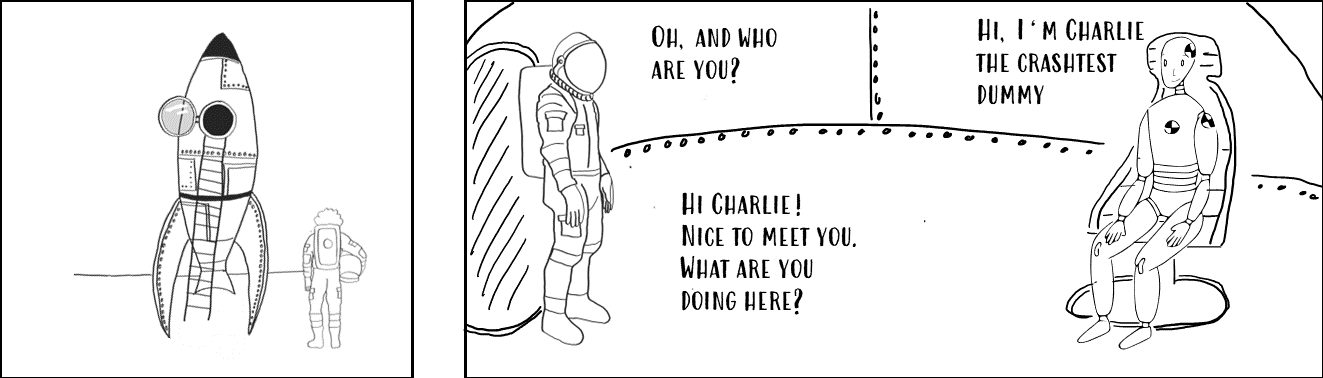 Oh, and who
are you?
Hi, I'm Charlie
the crashtest
dummy
Hi Charlie!
Nice to meet you.
What are you
doing here?